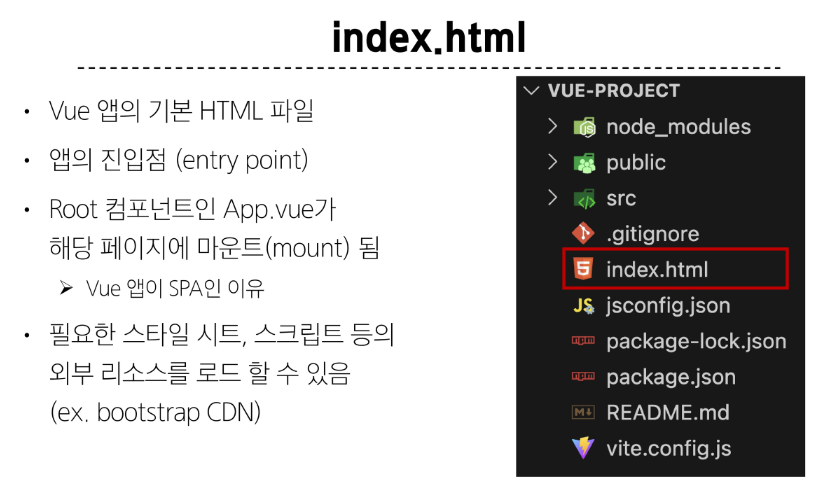 index.html
• Vue 앱의 기본 HTML 파일
• 앱의 진입점 (entry point)
• Root 컴포넌트인 App.vue가
해당 페이지에 마운트(mount) 됨
➢ Vue 앱이 SPA인 이유
• 필요한 스타일 시트, 스크립트 등의
외부 리소스를 로드 할 수 있음
(ex. bootstrap CDN)
VUE-PROJECT
node_modules
public
src
.gitignore
index.html
jsconfig.json
package-lock.json
package.json
README.md
vite.config.js